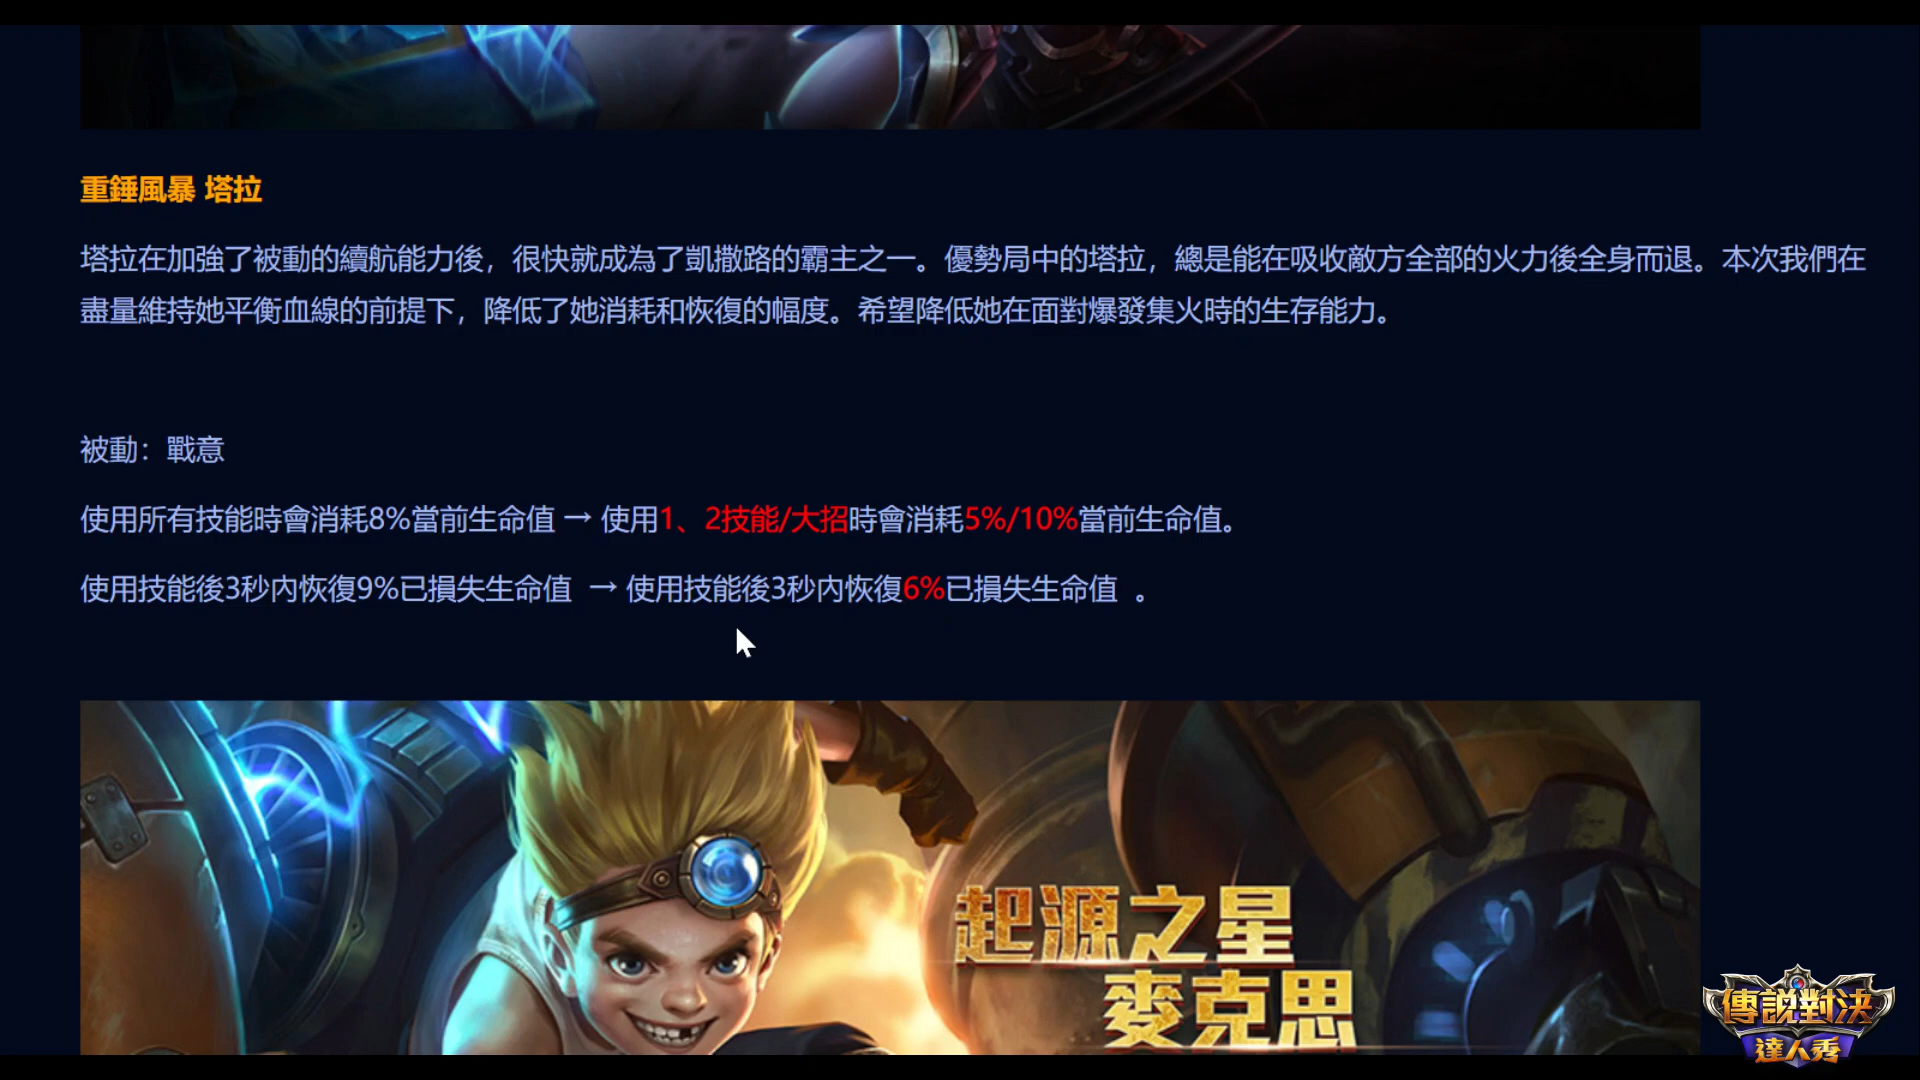 重錘風暴 塔拉
塔拉在加強了被動的續航能力後，很快就成為了凱撒路的霸主之一。優勢局中的塔拉，總是能在吸收敵方全部的火力後全身而退。本次我們在
盡量維持她平衡血線的前提下，降低了她消耗和恢復的幅度。希望降低她在面對爆發集火時的生存能力。
被動：戰意
使用所有技能時會消耗8%當前生命值 → 使用1、2技能/大招時會消耗5%/10%當前生命值。
使用技能後3秒內恢復9%已損失生命值 → 使用技能後3秒內恢復6%已損失生命值 。
起源之星
麥克思
傳說對決
達人秀